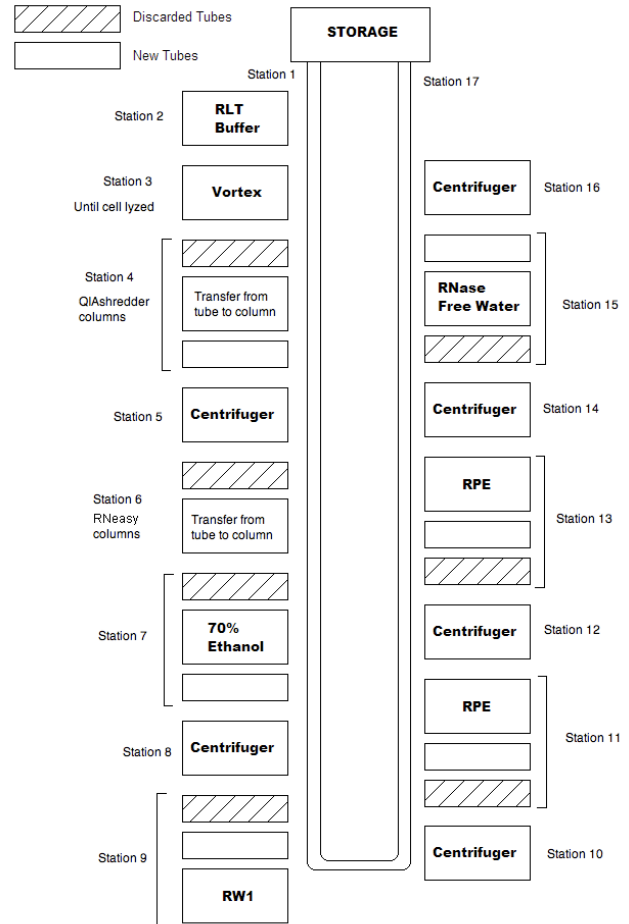 Discarded Tubes
New Tubes
STORAGE
Station 1
Station 17
Station 2
RLT
Buffer
Station 3
Until cell lyzed
Vortex
Station 4
QIAshredder
columns
Transfer from
tube to column
Station 5
Centrifuger
Station 6
RNeasy
columns
Transfer from
tube to column
Station 7
70%
Ethanol
Station 8
Centrifuger
Station 9
RW1
Centrifuger
Station 16
RNase
Free Water
Station 15
Centrifuger
Station 14
RPE
Station 13
Centrifuger
Station 12
RPE
Station 11
Centrifuger
Station 10